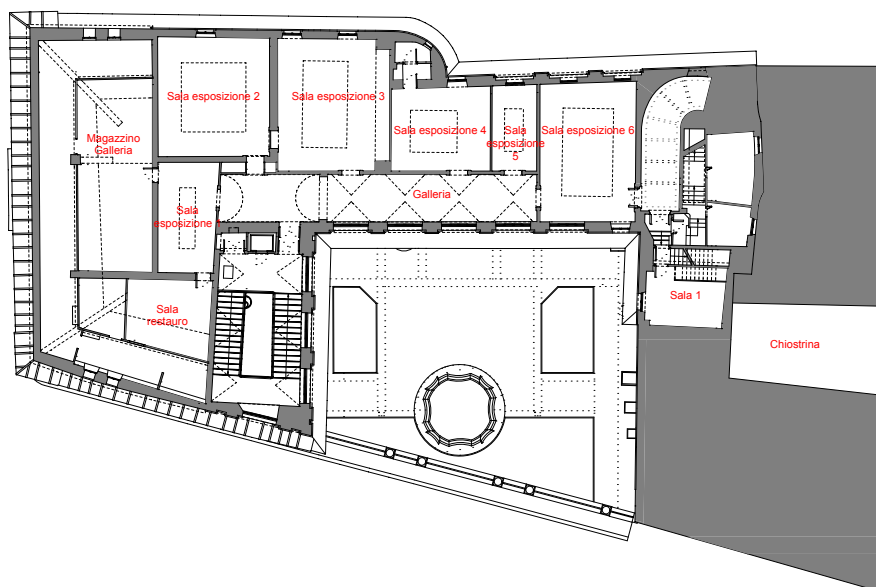 Sala esposizione 2
Sala esposizione 3
Sala esposizione 4
Sala
esposizione
5
Sala esposizione 6
Magazzino
Galleria
Galleria
Sala
esposizione 1
Sala 1
Sala
restauro
Chiostrina